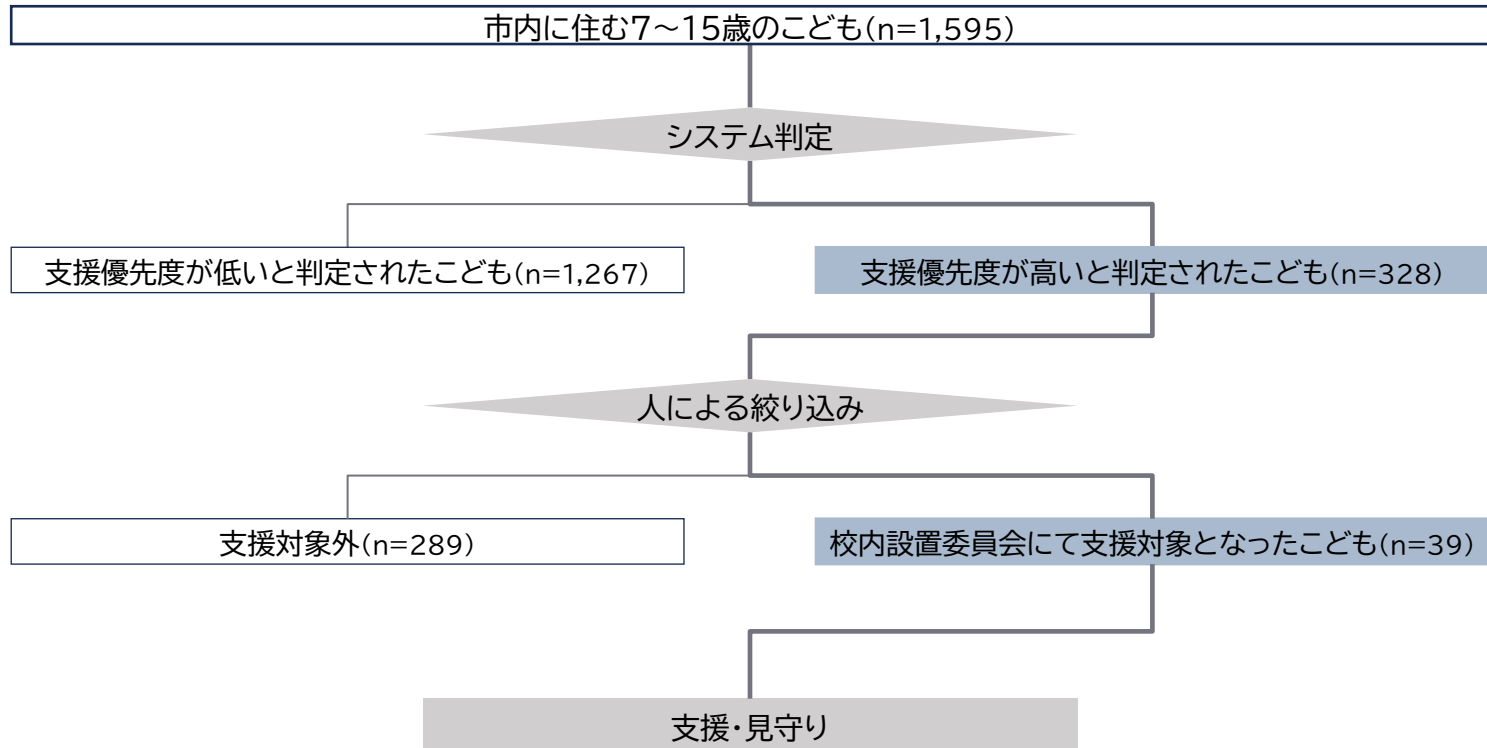 市内に住む7～15歳のこども(n=1,595)
システム判定
支援優先度が低いと判定されたこども(n=1,267)
支援優先度が高いと判定されたこども(n=328)
人による絞り込み
支援対象外(n=289)
校内設置委員会にて支援対象となったこども(n=39)
支援・見守り